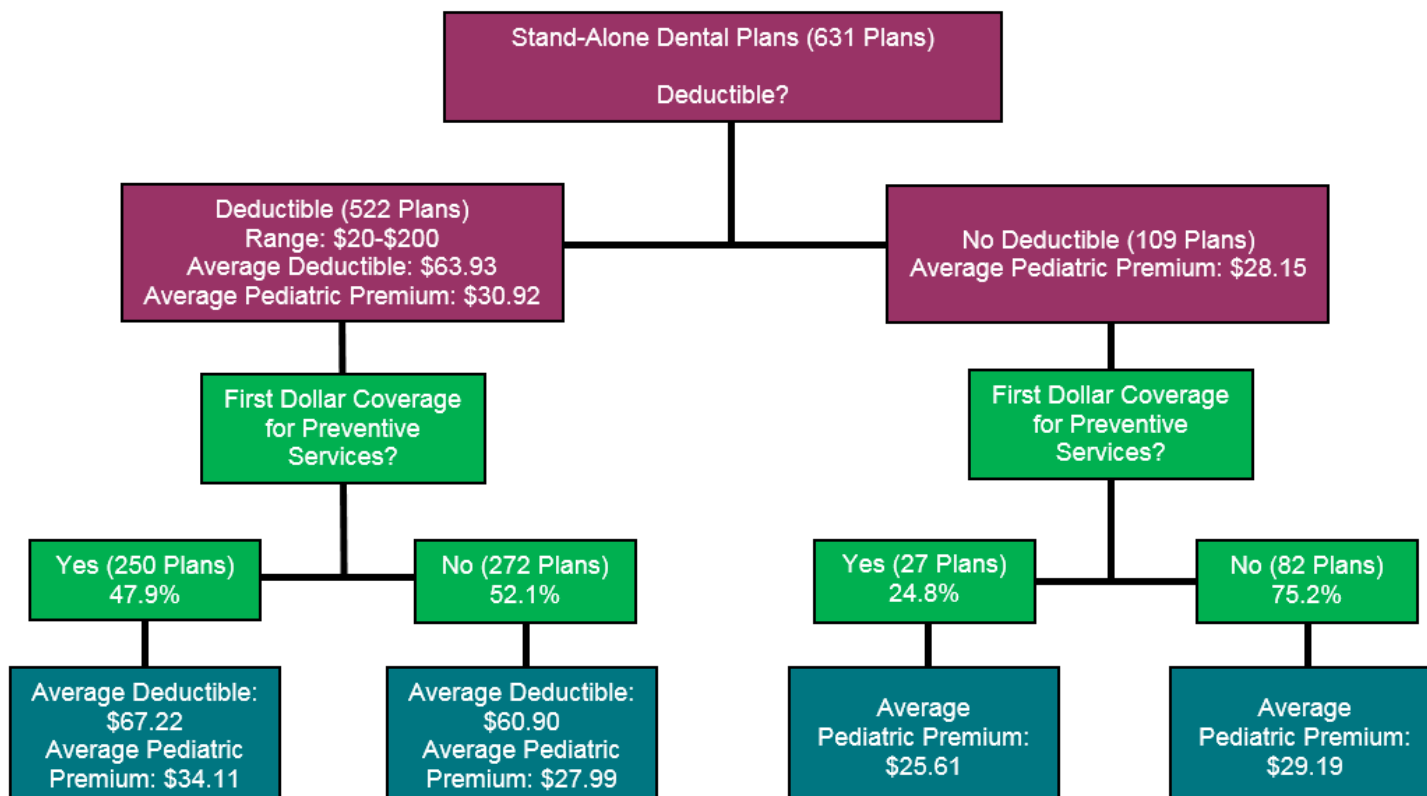 Stand-Alone Dental Plans (631 Plans)
Deductible?
Deductible (522 Plans)
Range: $20-$200
Average Deductible: $63.93
Average Pediatric Premium: $30.92
No Deductible (109 Plans)
Average Pediatric Premium: $28.15
First Dollar Coverage
for Preventive
Services?
First Dollar Coverage
for Preventive
Services?
Yes (250 Plans)
47.9%
No (272 Plans)
52.1%
Yes (27 Plans)
24.8%
No (82 Plans)
75.2%
Average Deductible:
$67.22
Average Pediatric
Premium: $34.11
Average Deductible:
$60.90
Average Pediatric
Premium: $27.99
Average
Pediatric Premium:
$25.61
Average
Pediatric Premium:
$29.19